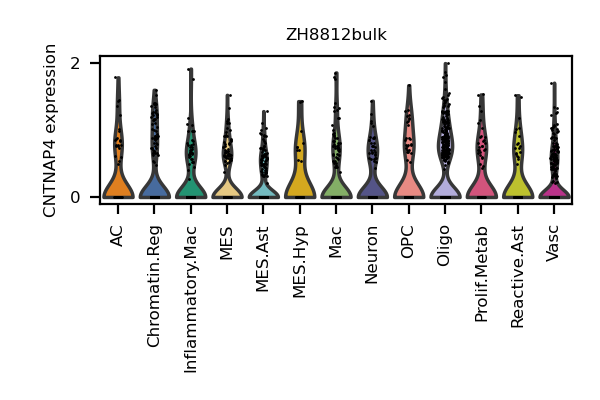 ZH8812bulk
CNTNAP4 expression
2
0
AC
Chromatin.Reg
Inflammatory.Mac
MES
MES.Ast
MES.Hyp
Mac
Neuron
OPC
Oligo
Prolif.Metab
Reactive.Ast
Vasc